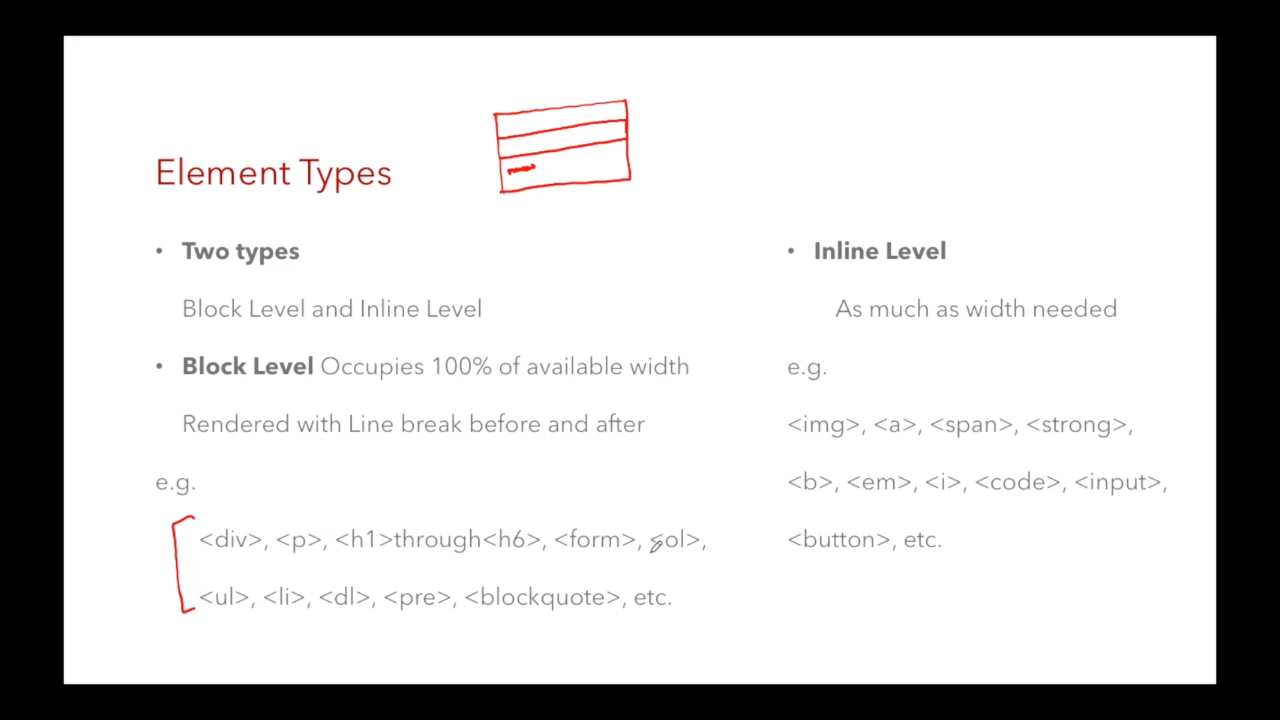 Element Types
• Two types
Block Level and Inline Level
• Block Level Occupies 100% of available width
Rendered with Line break before and after
e.g.
<div>, <p>, <h1>through<h6>, <form>, <ol>,
<ul>, <li>, <dl>, <pre>, <blockquote>, etc.
• Inline Level
As much as width needed
e.g.
<img>, <a>, <span>, <strong>,
<b>, <em>, <i>, <code>, <input>,
<button>, etc.